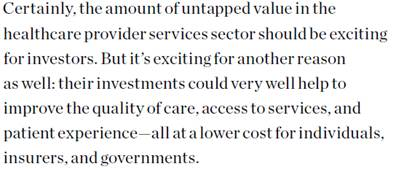 Certainly, the amount of untapped value in the
healthcare provider services sector should be exciting
for investors. But it’s exciting for another reason
as well: their investments could very well help to
improve the quality of care, access to services, and
patient experience—all at a lower cost for individuals,
insurers, and governments.